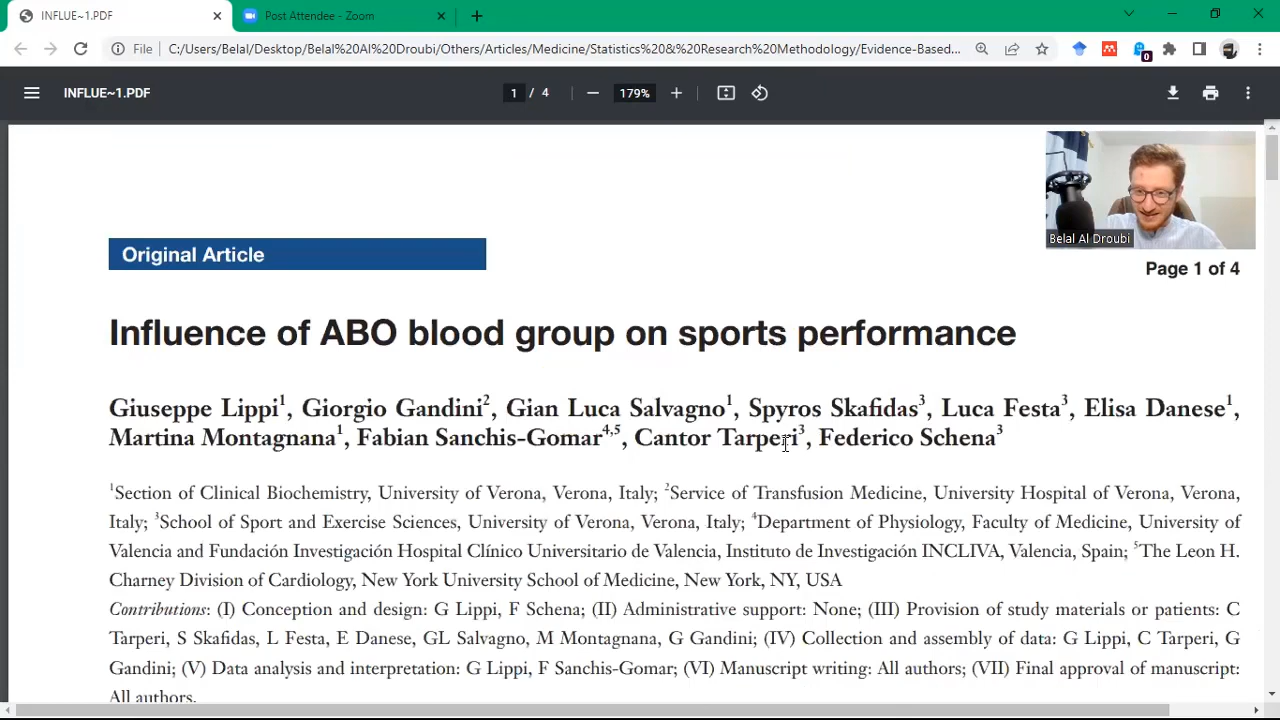 INFLUE~1.PDF
Post Attendee - Zoom
File
C:/Users/Belal/Desktop/Belal%20Al%20Droubi/Others/Articles/Medicine/Statistics%20&%20Research%20Methodology/Evidence-Based...
0
INFLUE~1.PDF
1 / 4
179%
Belal Al Droubi
Original Article
Page 1 of 4
Influence of ABO blood group on sports performance
Giuseppe Lippi1, Giorgio Gandini2, Gian Luca Salvagno1, Spyros Skafidas3, Luca Festa3, Elisa Danese1,
Martina Montagnana1, Fabian Sanchis-Gomar4,5, Cantor Tarperi3, Federico Schena3
1Section of Clinical Biochemistry, University of Verona, Verona, Italy; 2Service of Transfusion Medicine, University Hospital of Verona, Verona,
Italy; 3School of Sport and Exercise Sciences, University of Verona, Verona, Italy; 4Department of Physiology, Faculty of Medicine, University of
Valencia and Fundación Investigación Hospital Clínico Universitario de Valencia, Instituto de Investigación INCLIVA, Valencia, Spain; 5The Leon H.
Charney Division of Cardiology, New York University School of Medicine, New York, NY, USA
Contributions: (I) Conception and design: G Lippi, F Schena; (II) Administrative support: None; (III) Provision of study materials or patients: C
Tarperi, S Skafidas, L Festa, E Danese, GL Salvagno, M Montagnana, G Gandini; (IV) Collection and assembly of data: G Lippi, C Tarperi, G
Gandini; (V) Data analysis and interpretation: G Lippi, F Sanchis-Gomar; (VI) Manuscript writing: All authors; (VII) Final approval of manuscript:
All authors.